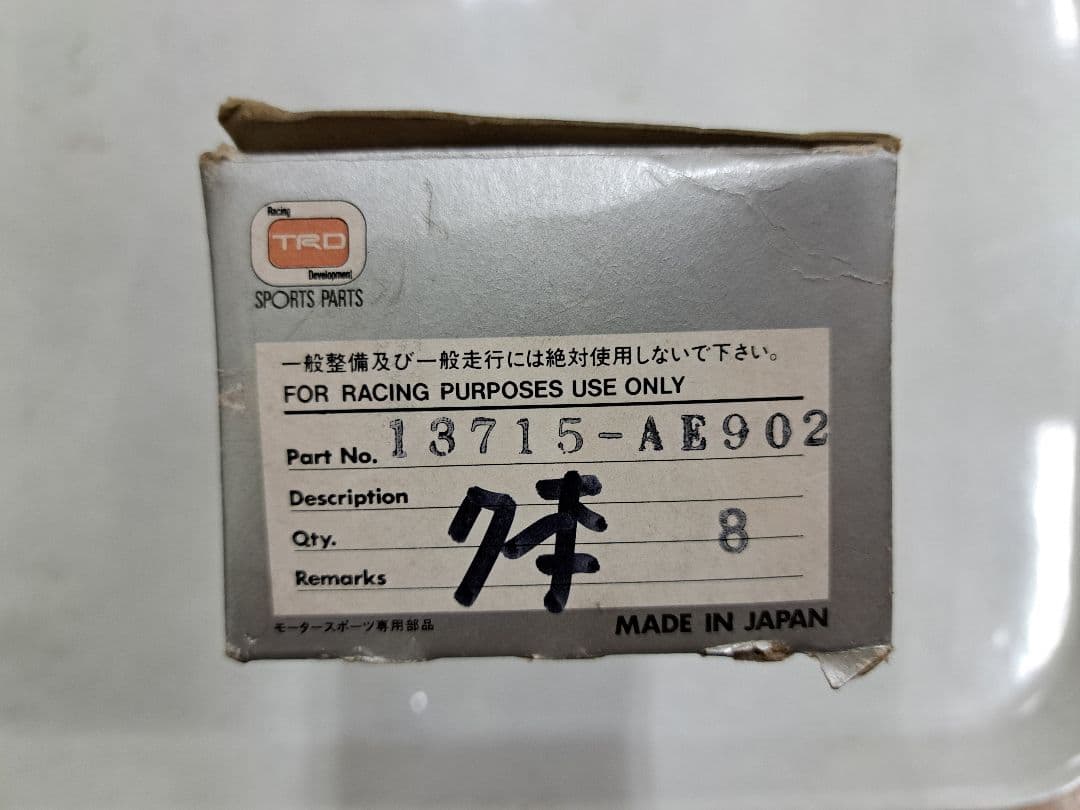 Racing
TRD
Development
SPORTS PARTS
一般整備及び一般走行には絶対使用しないで下さい。
FOR RACING PURPOSES USE ONLY
Part No. 13715-AE902
Description
Qty. 7本 8
Remarks
モータースポーツ専用部品 MADE IN JAPAN